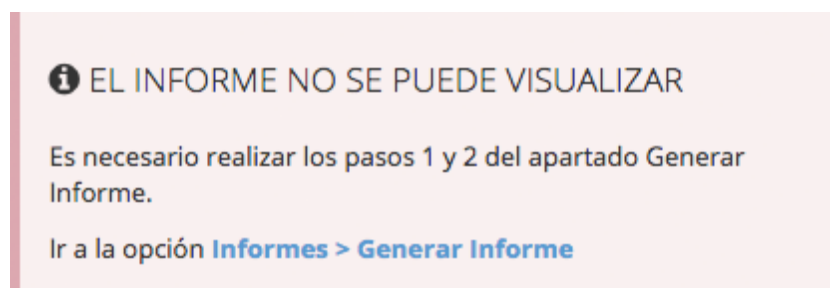 EL INFORME NO SE PUEDE VISUALIZAR
Es necesario realizar los pasos 1 y 2 del apartado Generar
Informe.
Ir a la opción Informes > Generar Informe